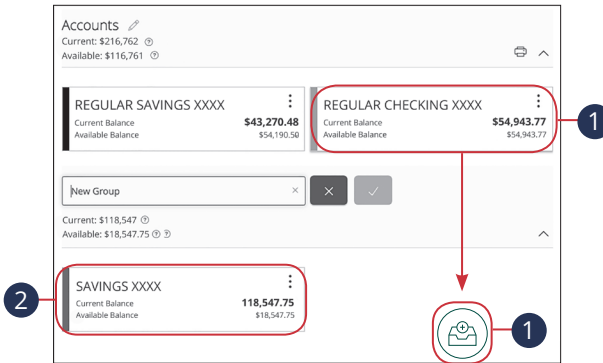 Accounts
Current: $216,762
Available: $116,761
REGULAR SAVINGS XXXX
Current Balance $43,270.48
Available Balance $54,190.50
REGULAR CHECKING XXXX
Current Balance $54,943.77
Available Balance $54,943.77
1
New Group
Current: $118,547
Available: $18,547.75
SAVINGS XXXX
Current Balance 118,547.75
Available Balance $18,547.75
2
1